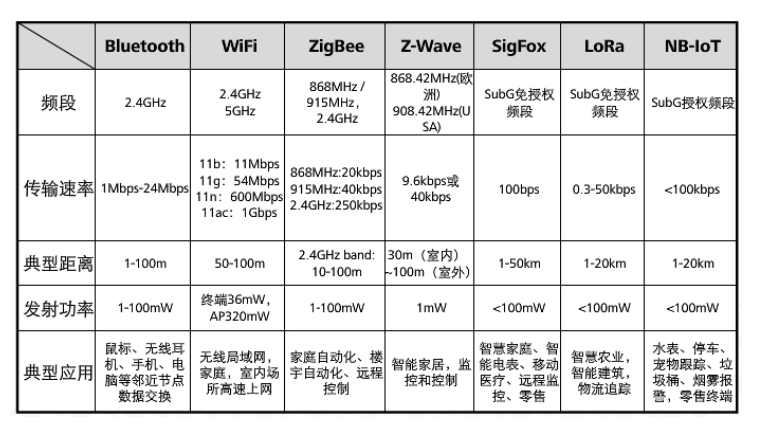 Bluetooth WiFi ZigBee Z-Wave SigFox LoRa NB-IoT
频段
2.4GHz
2.4GHz
5GHz
868MHz /
915MHz,
2.4GHz
868.42MHz(欧
洲)
908.42MHz(U
SA)
SubG免授权
频段
SubG免授权
频段
SubG授权频段
传输速率
1Mbps-24Mbps
11b：11Mbps
11g：54Mbps
11n：600Mbps
11ac：1Gbps
868MHz:20kbps
915MHz:40kbps
2.4GHz:250kbps
9.6kbps或
40kbps
100bps
0.3-50kbps
<100kbps
典型距离
1-100m
50-100m
2.4GHz band:
10-100m
30m（室内）
~100m（室外）
1-50km
1-20km
1-20km
发射功率
1-100mW
终端36mW，
AP320mW
1-100mW
1mW
<100mW
<100mW
<100mW
典型应用
鼠标、无线耳
机、手机、电
脑等邻近节点
数据交换
无线局域网，
家庭，室内场
所高速上网
家庭自动化、楼
宇自动化、远程
控制
智能家居，监
控和控制
智慧家庭、智
能电表、移动
医疗、远程监
控、零售
智慧农业，
智能建筑，
物流追踪
水表、停车、
宠物跟踪、垃
圾桶、烟雾报
警，零售终端